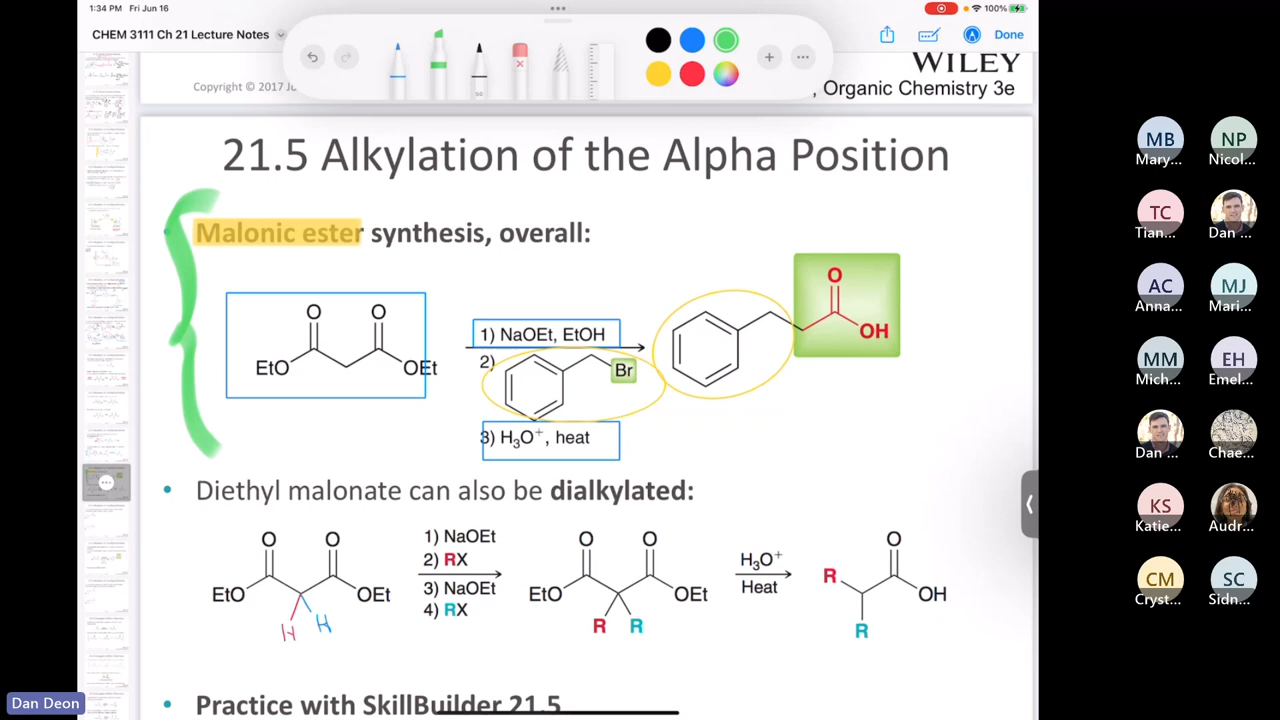 1:34 PM Fri Jun 16
100%
CHEM 3111 Ch 21 Lecture Notes
Done
WILEY
Copyright © 2017 Jo
, Organic Chemistry 3e
21.5 Alkylation of the Alpha Position
• Malonic ester synthesis, overall:
O O
EtO OEt
1) NaOEt, EtOH
2) Br
3) H₃O⁺, heat
O
OH
• Diethyl malonate can also be dialkylated:
O O
EtO OEt
H H
1) NaOEt
2) RX
3) NaOEt
4) RX
O O
EtO OEt
R R
H₃O⁺
Heat
O
R OH
R
• Practice with SkillBuilder 21.5
MB NP
Mary... Nicol...
TC
Tian... Dan ...
AC MJ
Anna... Mari...
MM EH
Mich... Emel...
Dan ... Chae...
KS
Katie... Audr...
CM SC
Cryst... Sidn...
Dan Deon